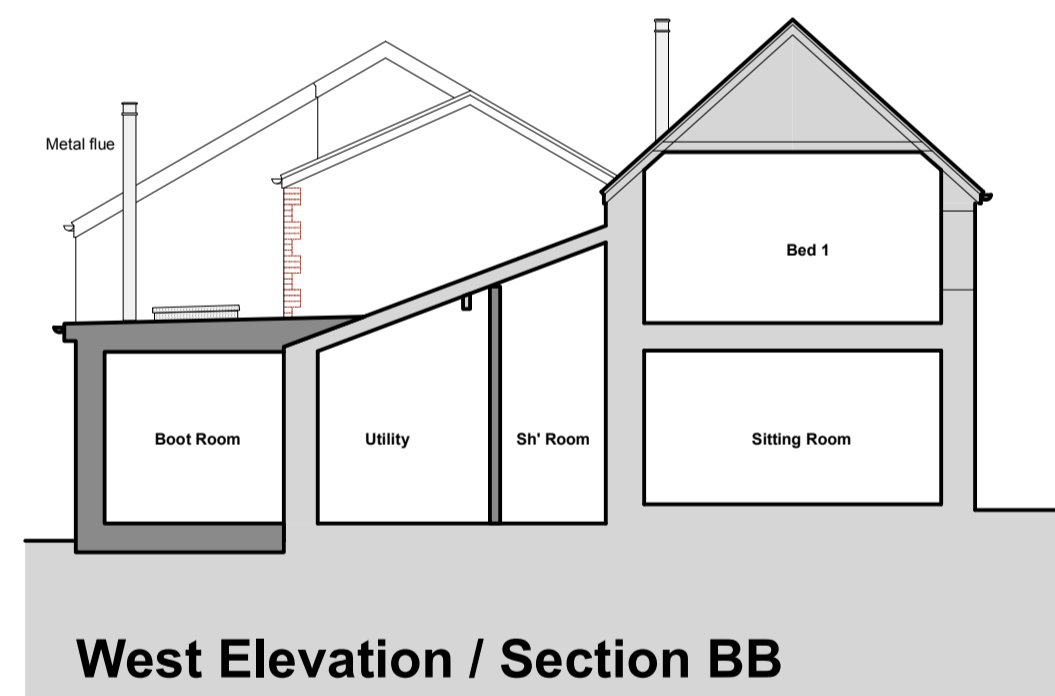 Metal flue
Bed 1
Boot Room
Utility
Sh' Room
Sitting Room
West Elevation / Section BB